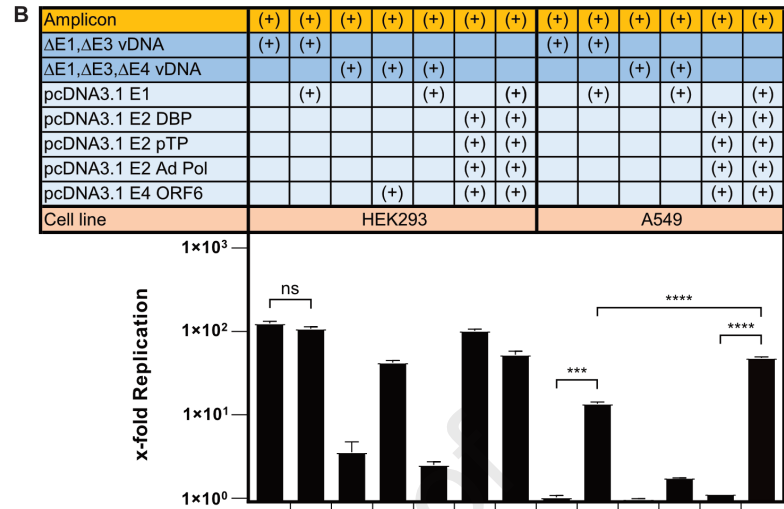 B
Amplicon (+) (+) (+) (+) (+) (+) (+) (+) (+) (+) (+) (+) (+)
ΔE1,ΔE3 vDNA (+) (+) (+) (+)
ΔE1,ΔE3,ΔE4 vDNA (+) (+) (+) (+) (+)
pcDNA3.1 E1 (+) (+) (+) (+) (+) (+)
pcDNA3.1 E2 DBP (+) (+) (+) (+)
pcDNA3.1 E2 pTP (+) (+) (+) (+)
pcDNA3.1 E2 Ad Pol (+) (+) (+) (+)
pcDNA3.1 E4 ORF6 (+) (+) (+) (+) (+)
Cell line HEK293 A549
x-fold Replication
1×10³
1×10²
1×10¹
1×10⁰
ns
***
****
****